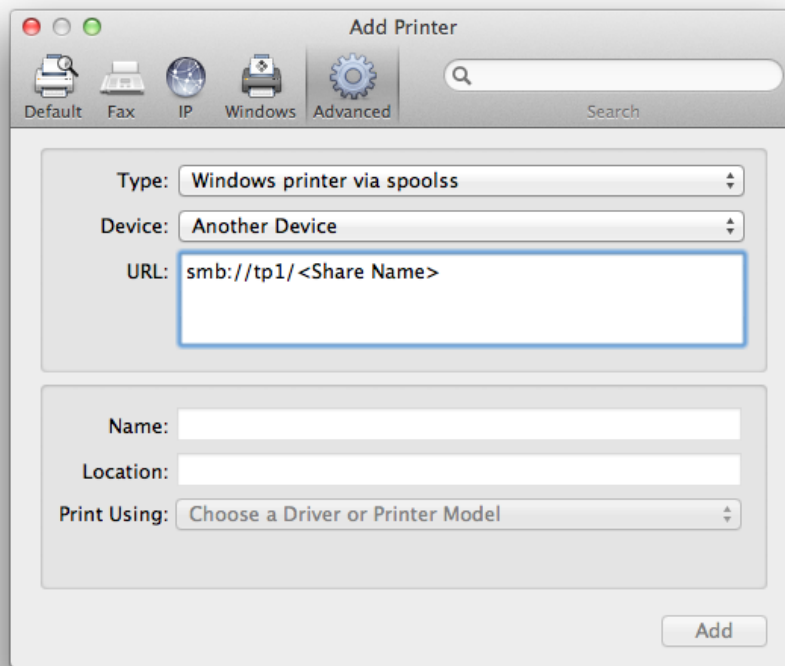 Add Printer
Default Fax IP Windows Advanced Search
Type: Windows printer via spoolss
Device: Another Device
URL: smb://tp1/<Share Name>
Name:
Location:
Print Using: Choose a Driver or Printer Model
Add